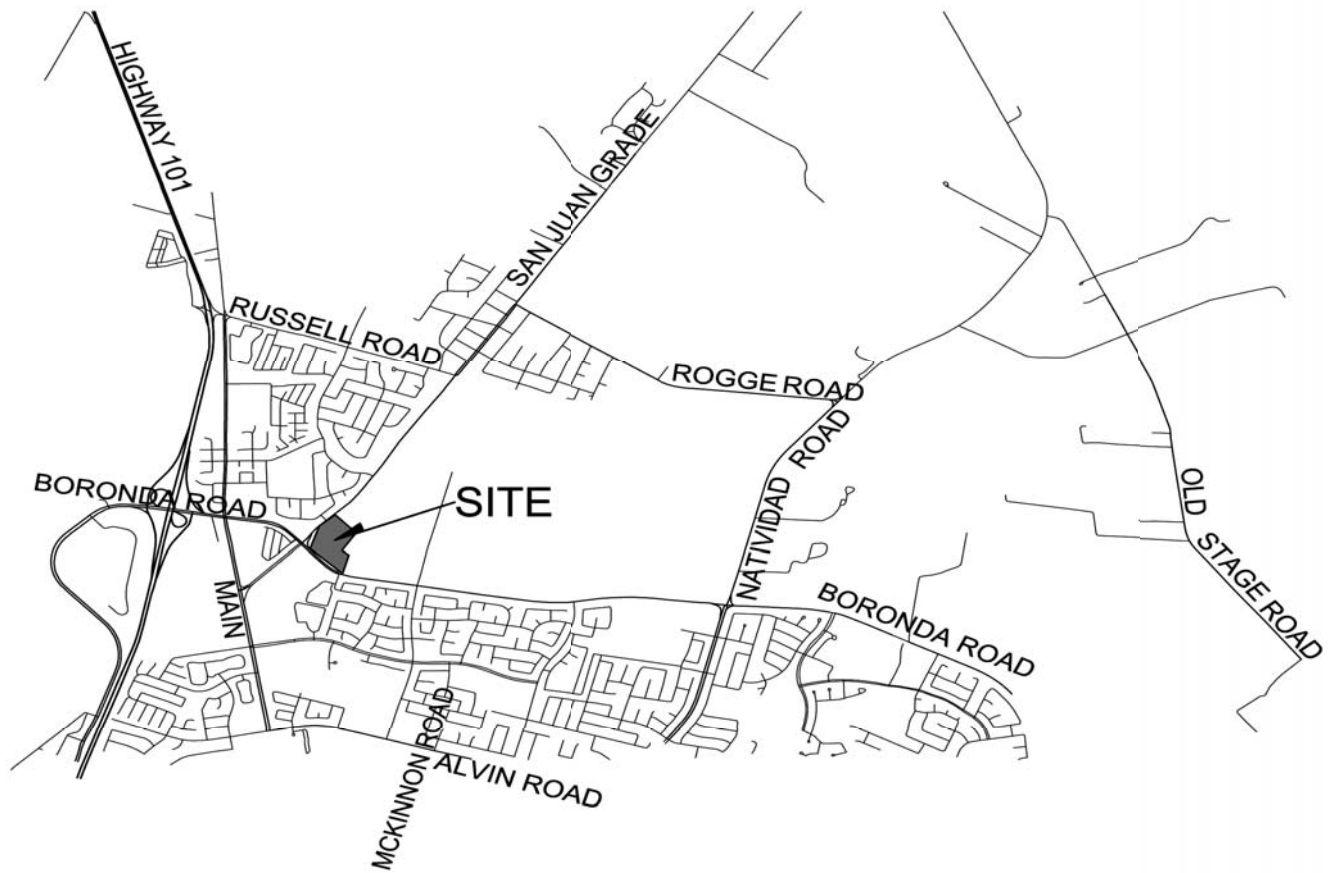 HIGHWAY 101
SAN JUAN GRADE
RUSSELL ROAD
ROGGE ROAD
NATIVIDAD ROAD
BORONDA ROAD
SITE
OLD STAGE ROAD
MAIN
BORONDA ROAD
MCKINNON ROAD
ALVIN ROAD